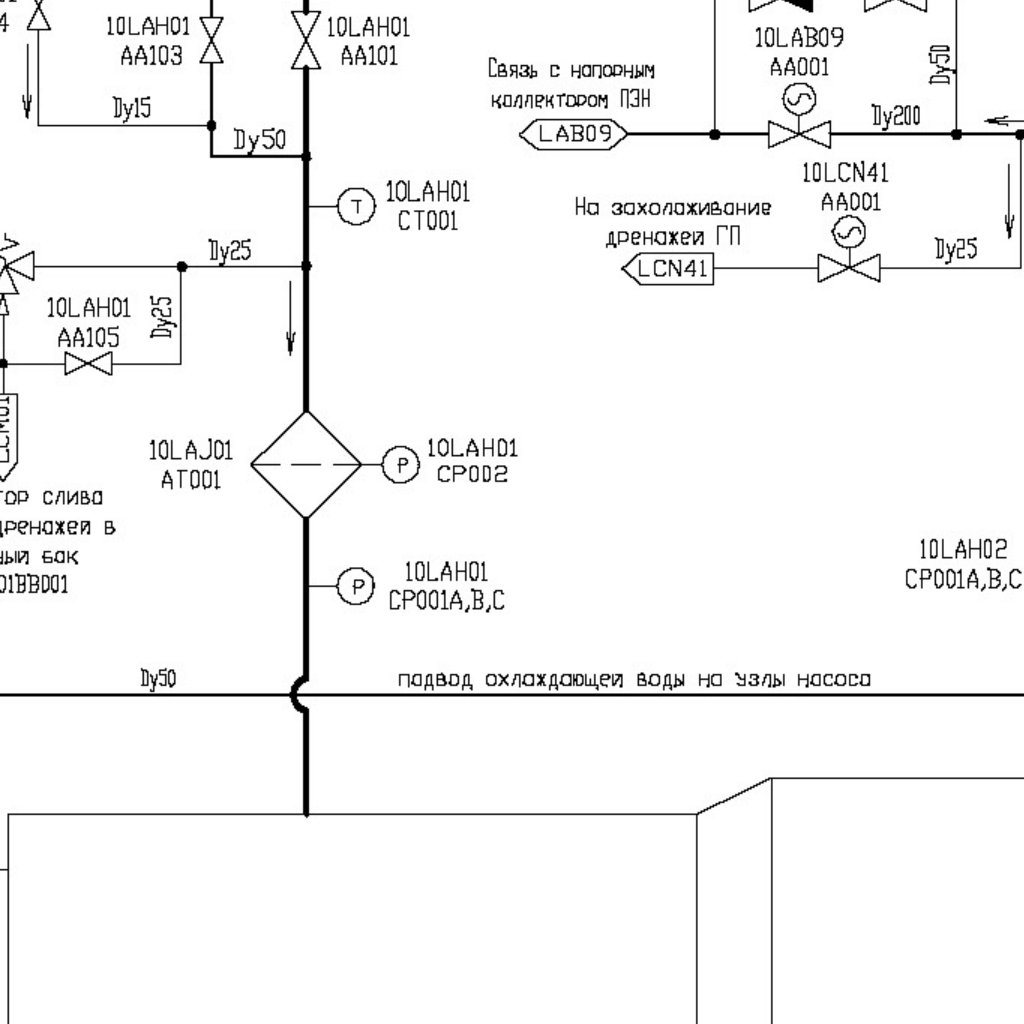 10LAH01
AA103
10LAH01
AA101
10LAB09
AA001
Dy50
Связь с напорным
коллектором ПЭН
LAB09
Dy15
Dy50
Dy200
10LAH01
CT001
T
10LCN41
AA001
На захолаживание
дренажей ГП
LCN41
Dy25
Dy25
10LAH01
AA105
Dy25
10LAJ01
AT001
P
10LAH01
CP002
тор слива
дренажей в
ный бак
01BB001
P
10LAH01
CP001A,B,C
10LAH02
CP001A,B,C
Dy50
подвод охлаждающей воды на узлы насоса